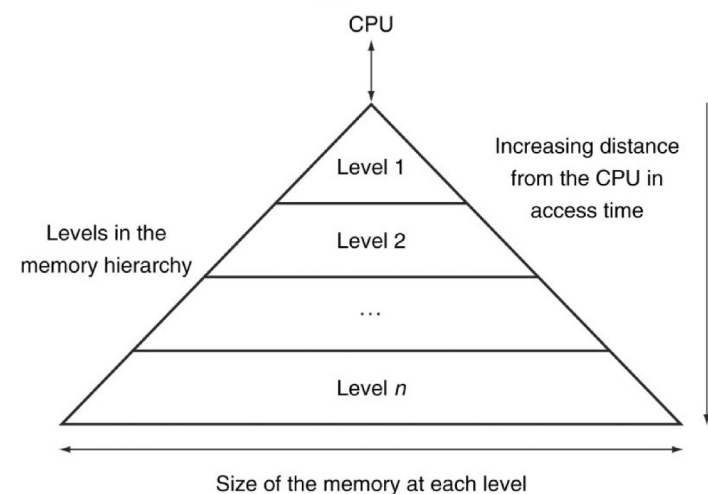 CPU
Increasing distance
from the CPU in
access time
Level 1
Levels in the
memory hierarchy
Level 2
...
Level n
Size of the memory at each level